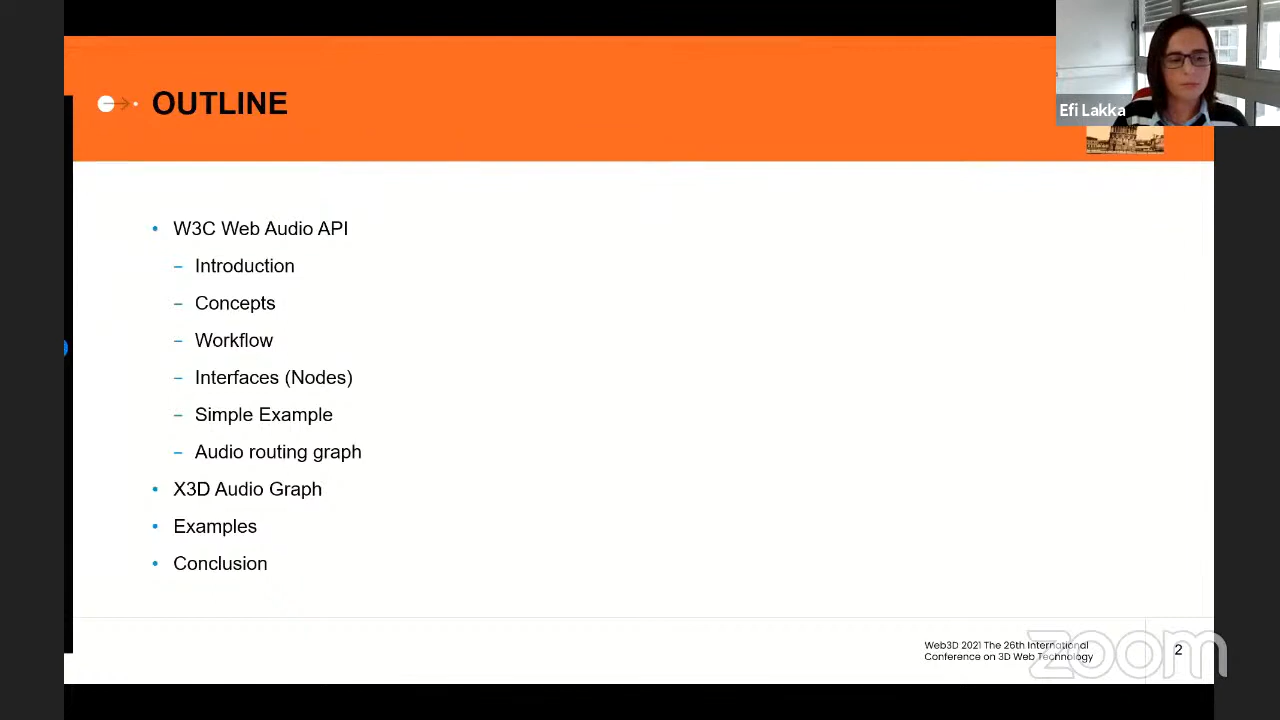 OUTLINE
Efi Lakka
• W3C Web Audio API
– Introduction
– Concepts
– Workflow
– Interfaces (Nodes)
– Simple Example
– Audio routing graph
• X3D Audio Graph
• Examples
• Conclusion
Web3D 2021 The 26th International
Conference on 3D Web Technology
2
zoom